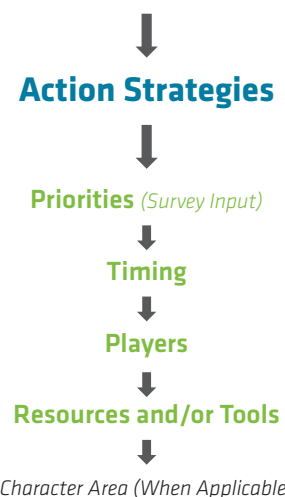 Action Strategies
Priorities (Survey Input)
Timing
Players
Resources and/or Tools
Character Area (When Applicable